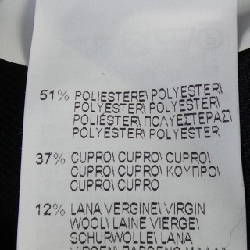 51% POLIESTERE\ POLYESTER\
POLYESTER\ POLYESTER\
POLIÉSTER\ ΠΟΛΥΕΣΤΕΡΑΣ\
POLYESTER\ POLYESTER
37% CUPRO\ CUPRO\ CUPRO\
CUPRO\ CUPRO\ ΚΟΥΠΡΟ\
CUPRO\ CUPRO
12% LANA VERGINE\ VIRGIN
WOOL\ LAINE VIERGE\
SCHURWOLLE\ LANA